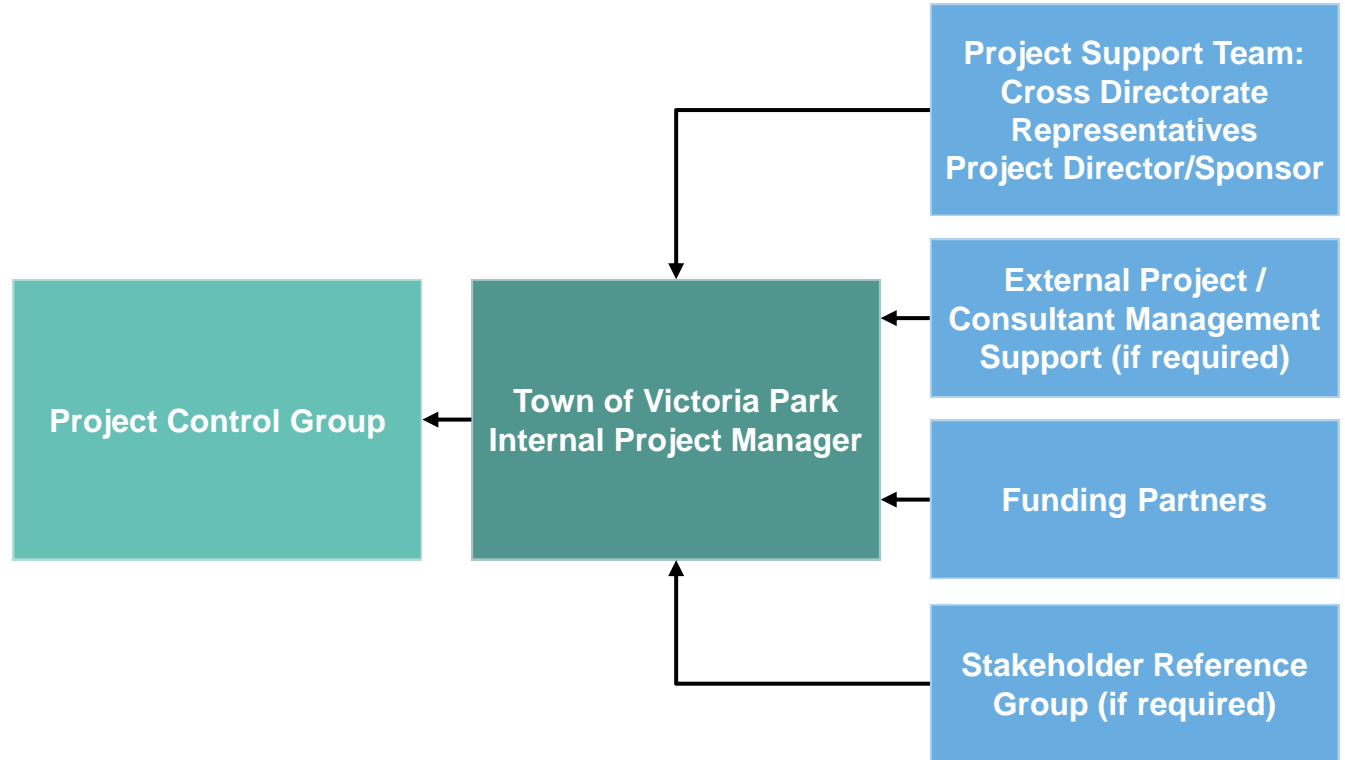 Project Support Team:
Cross Directorate
Representatives
Project Director/Sponsor
External Project /
Consultant Management
Support (if required)
Project Control Group
Town of Victoria Park
Internal Project Manager
Funding Partners
Stakeholder Reference
Group (if required)